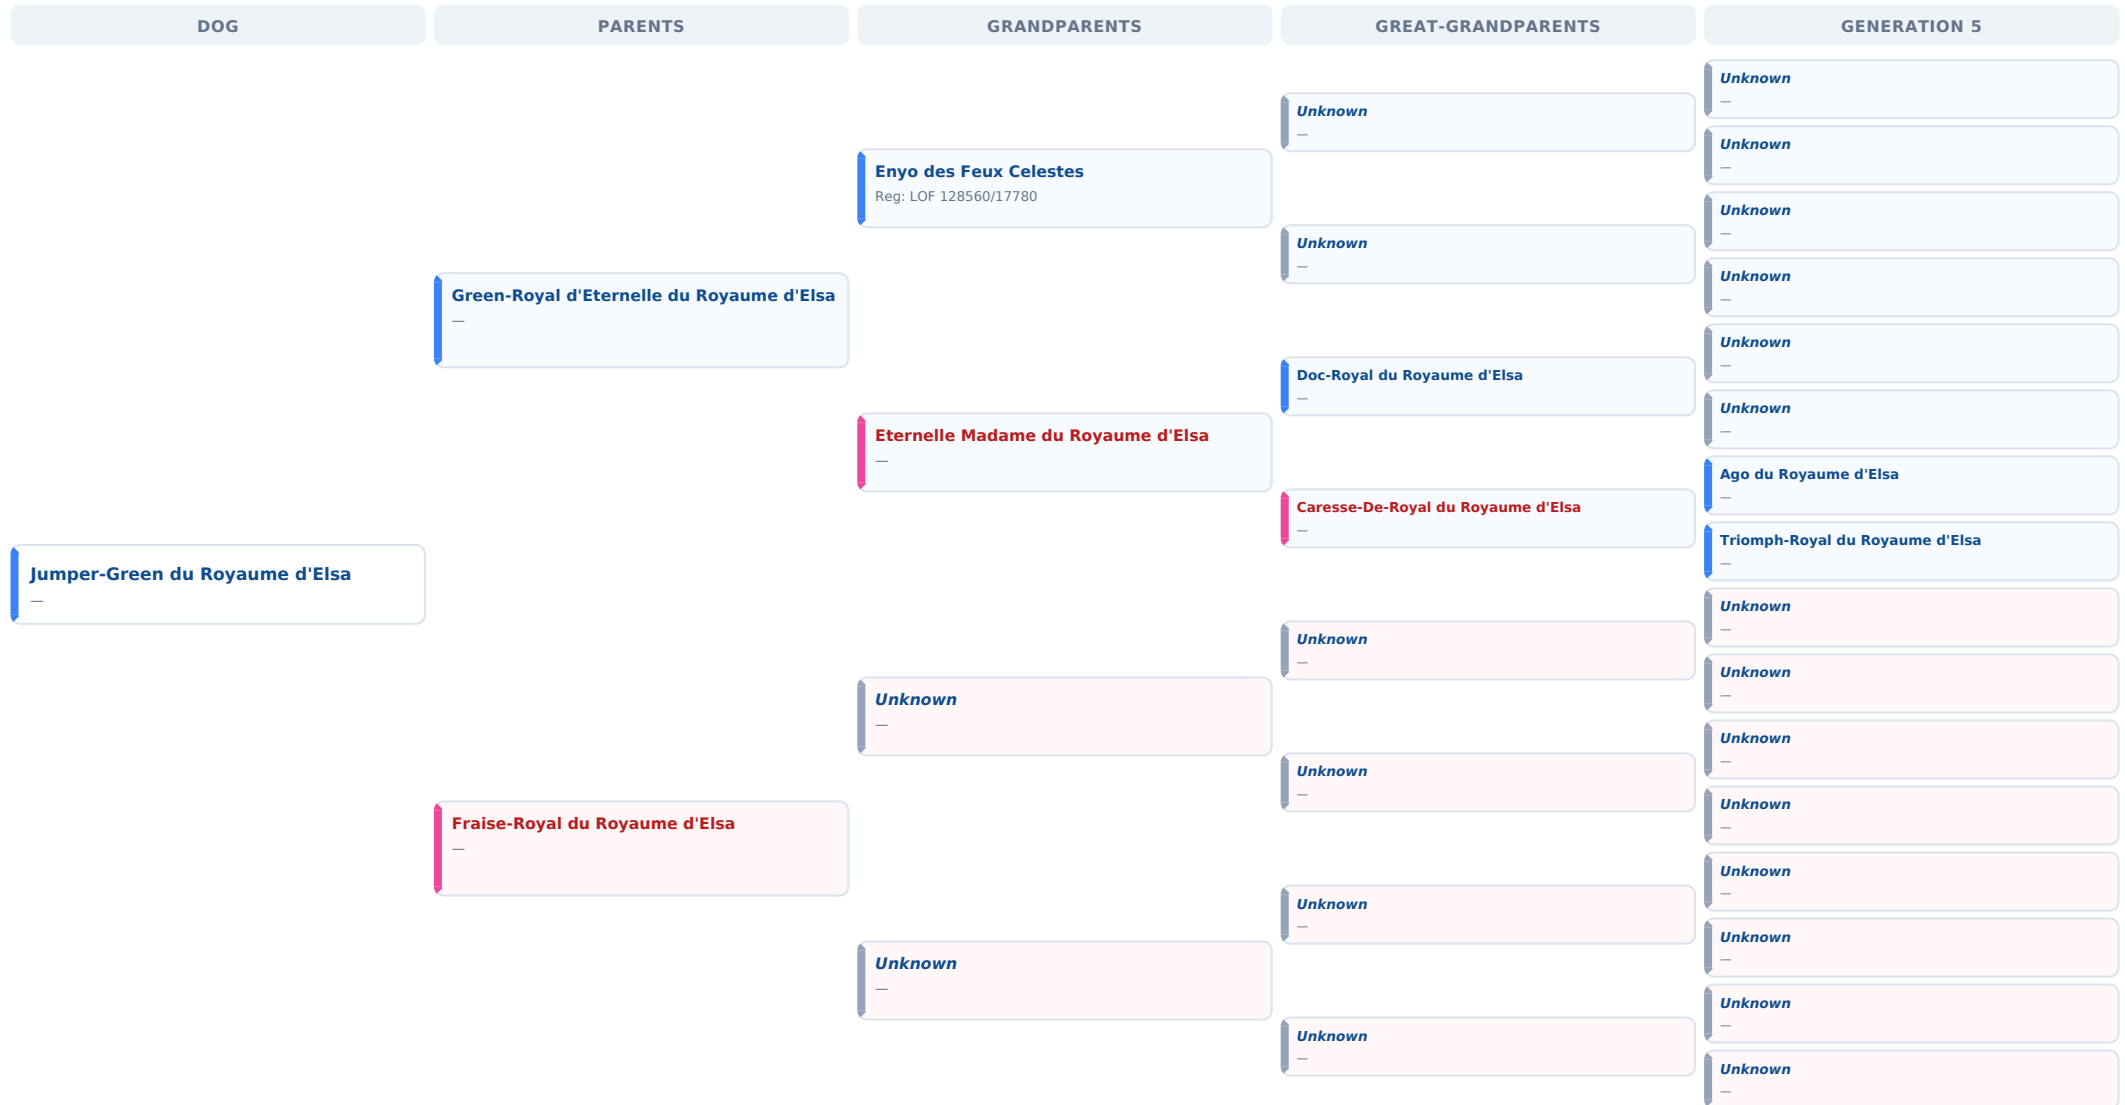 DOG
PARENTS
GRANDPARENTS
GREAT-GRANDPARENTS
GENERATION 5
Jumper-Green du Royaume d'Elsa
—
Green-Royal d'Eternelle du Royaume d'Elsa
—
Fraise-Royal du Royaume d'Elsa
—
Enyo des Feux Celestes
Reg: LOF 128560/17780
Eternelle Madame du Royaume d'Elsa
—
Unknown
—
Unknown
—
Unknown
—
Unknown
—
Doc-Royal du Royaume d'Elsa
—
Caresse-De-Royal du Royaume d'Elsa
—
Unknown
—
Unknown
—
Unknown
—
Unknown
—
Unknown
—
Unknown
—
Unknown
—
Unknown
—
Unknown
—
Unknown
—
Ago du Royaume d'Elsa
—
Triomph-Royal du Royaume d'Elsa
—
Unknown
—
Unknown
—
Unknown
—
Unknown
—
Unknown
—
Unknown
—
Unknown
—
Unknown
—